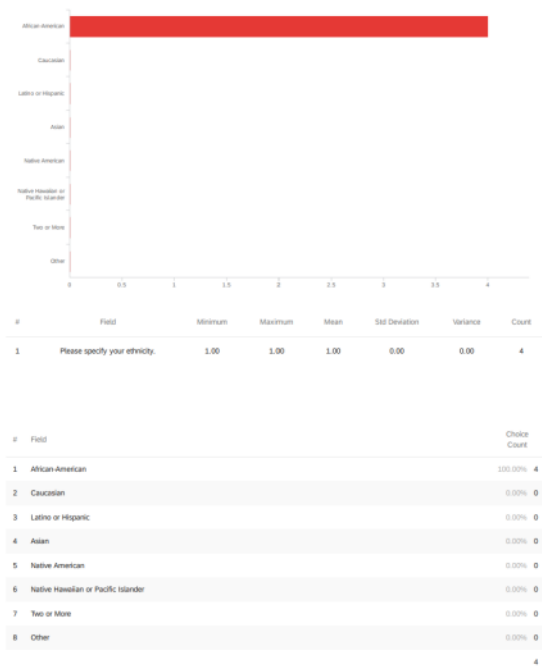 African-American
Caucasian
Latino or Hispanic
Asian
Native American
Native Hawaiian or
Pacific Islander
Two or More
Other
0 0.5 1 1.5 2 2.5 3 3.5 4
# Field Minimum Maximum Mean Std Deviation Variance Count
1 Please specify your ethnicity. 1.00 1.00 1.00 0.00 0.00 4
# Field Choice
Count
1 African-American 100.00% 4
2 Caucasian 0.00% 0
3 Latino or Hispanic 0.00% 0
4 Asian 0.00% 0
5 Native American 0.00% 0
6 Native Hawaiian or Pacific Islander 0.00% 0
7 Two or More 0.00% 0
8 Other 0.00% 0
4